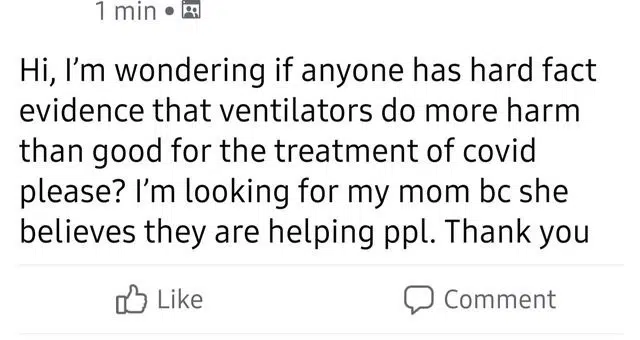 1 min •
Hi, I'm wondering if anyone has hard fact
evidence that ventilators do more harm
than good for the treatment of covid
please? I'm looking for my mom bc she
believes they are helping ppl. Thank you
Like
Comment